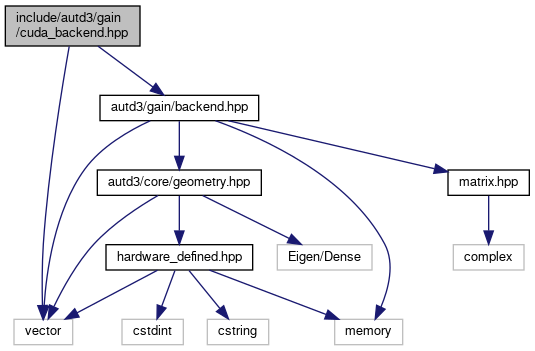 include/autd3/gain
/cuda_backend.hpp
autd3/gain/backend.hpp
autd3/core/geometry.hpp
matrix.hpp
hardware_defined.hpp
Eigen/Dense
complex
vector
cstdint
cstring
memory